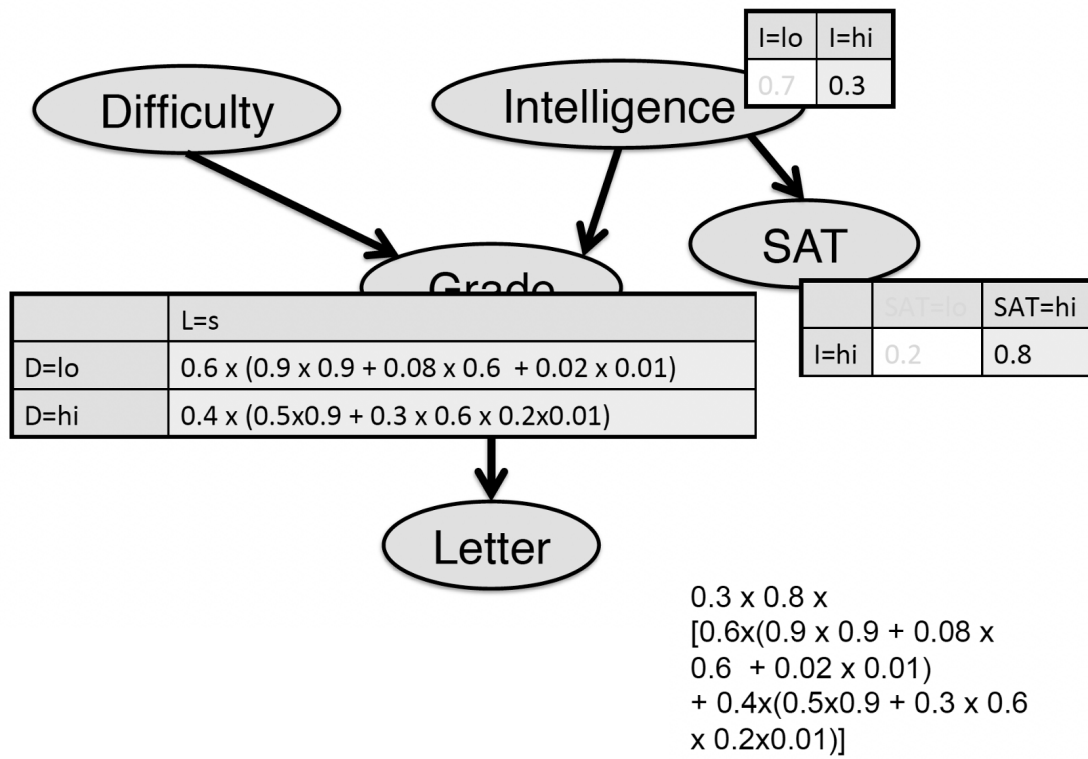 I=lo I=hi
0.7 0.3
Difficulty
Intelligence
SAT
Grade
SAT=lo SAT=hi
I=hi 0.2 0.8
L=s
D=lo 0.6 x (0.9 x 0.9 + 0.08 x 0.6 + 0.02 x 0.01)
D=hi 0.4 x (0.5x0.9 + 0.3 x 0.6 x 0.2x0.01)
Letter
0.3 x 0.8 x
[0.6x(0.9 x 0.9 + 0.08 x
0.6 + 0.02 x 0.01)
+ 0.4x(0.5x0.9 + 0.3 x 0.6
x 0.2x0.01)]